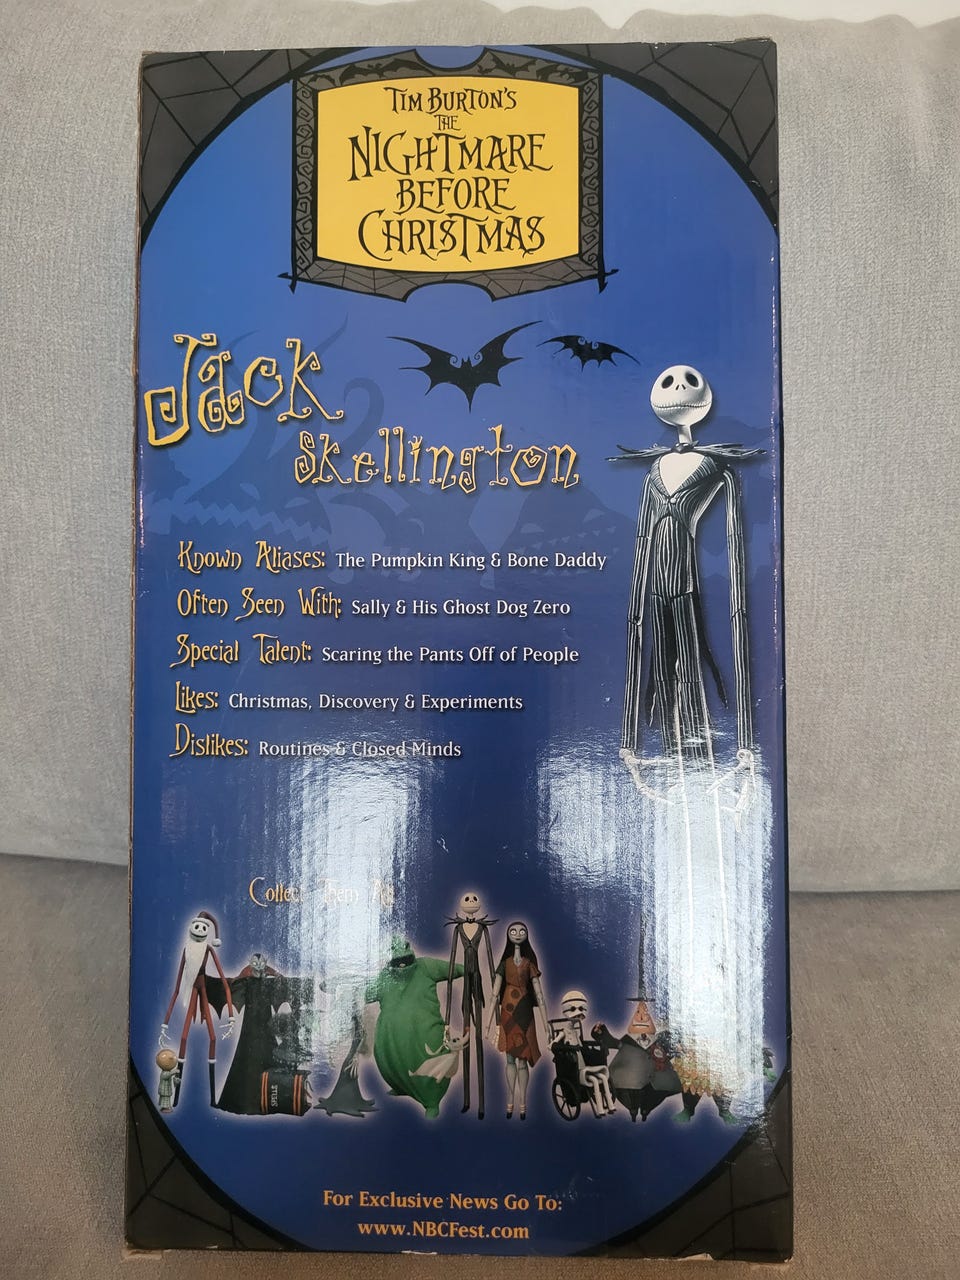 TIM BURTON'S
THE
NIGHTMARE
BEFORE
CHRISTMAS
Jack
Skellington
Known Aliases: The Pumpkin King & Bone Daddy
Often Seen With: Sally & His Ghost Dog Zero
Special Talent: Scaring the Pants Off of People
Likes: Christmas, Discovery & Experiments
Dislikes: Routines & Closed Minds
Collect Them All
SPELLS
For Exclusive News Go To:
www.NBCFest.com